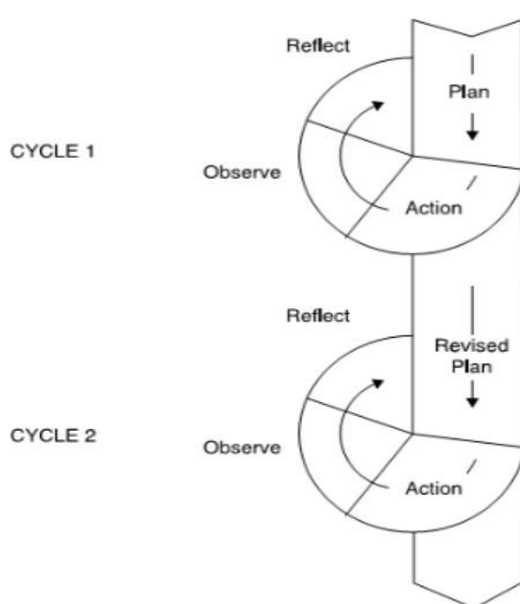 Reflect
Plan
CYCLE 1
Observe
Action
Reflect
Revised
Plan
CYCLE 2
Observe
Action